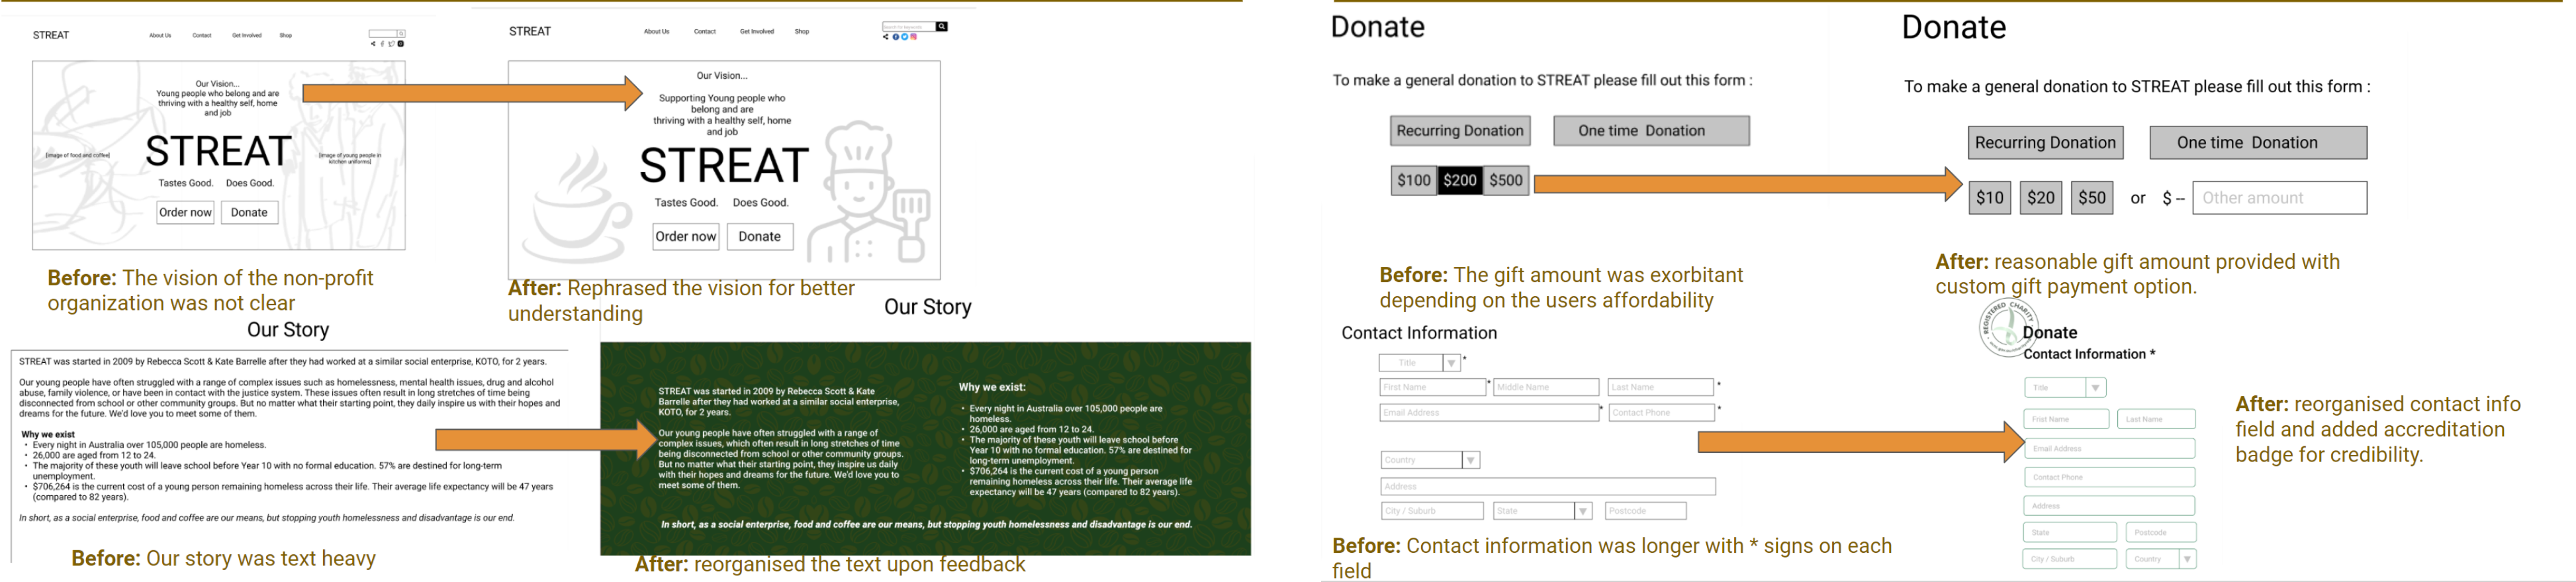 STREAT
About Us
Contact
Get Involved
Shop
Our Vision...
Young people who belong and are
thriving with a healthy self, home
and job
[image of food and coffee]
STREAT
[image of young people in
kitchen uniforms]
Tastes Good. Does Good.
Order now
Donate
Before: The vision of the non-profit
organization was not clear
STREAT
About Us
Contact
Get Involved
Shop
Our Vision...
Supporting Young people who
belong and are
thriving with a healthy self, home
and job
STREAT
Tastes Good. Does Good.
Order now
Donate
After: Rephrased the vision for better
understanding
Our Story
STREAT was started in 2009 by Rebecca Scott & Kate Barrelle after they had worked at a similar social enterprise, KOTO, for 2 years.
Our young people have often struggled with a range of complex issues such as homelessness, mental health issues, drug and alcohol
abuse, family violence, or have been in contact with the justice system. These issues often result in long stretches of time being
disconnected from school or other community groups. But no matter what their starting point, they daily inspire us with their hopes and
dreams for the future. We'd love you to meet some of them.
Why we exist
• Every night in Australia over 105,000 people are homeless.
• 26,000 are aged from 12 to 24.
• The majority of these youth will leave school before Year 10 with no formal education. 57% are destined for long-term
unemployment.
• $706,264 is the current cost of a young person remaining homeless across their life. Their average life expectancy will be 47 years
(compared to 82 years).
In short, as a social enterprise, food and coffee are our means, but stopping youth homelessness and disadvantage is our end.
Before: Our story was text heavy
Our Story
STREAT was started in 2009 by Rebecca Scott & Kate
Barrelle after they had worked at a similar social enterprise,
KOTO, for 2 years.
Our young people have often struggled with a range of
complex issues, which often result in long stretches of time
being disconnected from school or other community groups.
But no matter what their starting point, they inspire us daily
with their hopes and dreams for the future. We'd love you to
meet some of them.
Why we exist:
• Every night in Australia over 105,000 people are
homeless.
• 26,000 are aged from 12 to 24.
• The majority of these youth will leave school before
Year 10 with no formal education. 57% are destined for
long-term unemployment.
• $706,264 is the current cost of a young person
remaining homeless across their life. Their average life
expectancy will be 47 years (compared to 82 years).
In short, as a social enterprise, food and coffee are our means, but stopping youth homelessness and disadvantage is our end.
After: reorganised the text upon feedback
Donate
To make a general donation to STREAT please fill out this form :
Recurring Donation
One time Donation
$100
$200
$500
Before: The gift amount was exorbitant
depending on the users affordability
Donate
To make a general donation to STREAT please fill out this form :
Recurring Donation
One time Donation
$10
$20
$50
or
$ --
Other amount
After: reasonable gift amount provided with
custom gift payment option.
Contact Information
Title *
First Name *
Middle Name
Last Name *
Email Address *
Contact Phone *
Country
Address
City / Suburb
State
Postcode
Before: Contact information was longer with * signs on each
field
REGISTERED CHARITY
Donate
Contact Information *
Title
First Name
Last Name
Email Address
Contact Phone
Address
State
Postcode
City / Suburb
Country
After: reorganised contact info
field and added accreditation
badge for credibility.